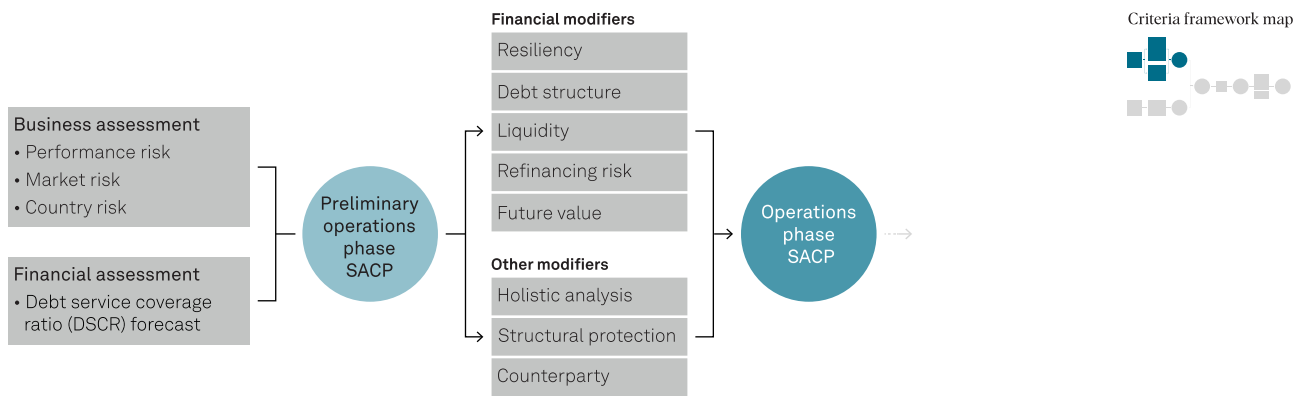 Criteria framework map
Business assessment
• Performance risk
• Market risk
• Country risk
Financial assessment
• Debt service coverage
ratio (DSCR) forecast
Preliminary
operations
phase
SACP
Financial modifiers
Resiliency
Debt structure
Liquidity
Refinancing risk
Future value
Other modifiers
Holistic analysis
Structural protection
Counterparty
Operations
phase
SACP